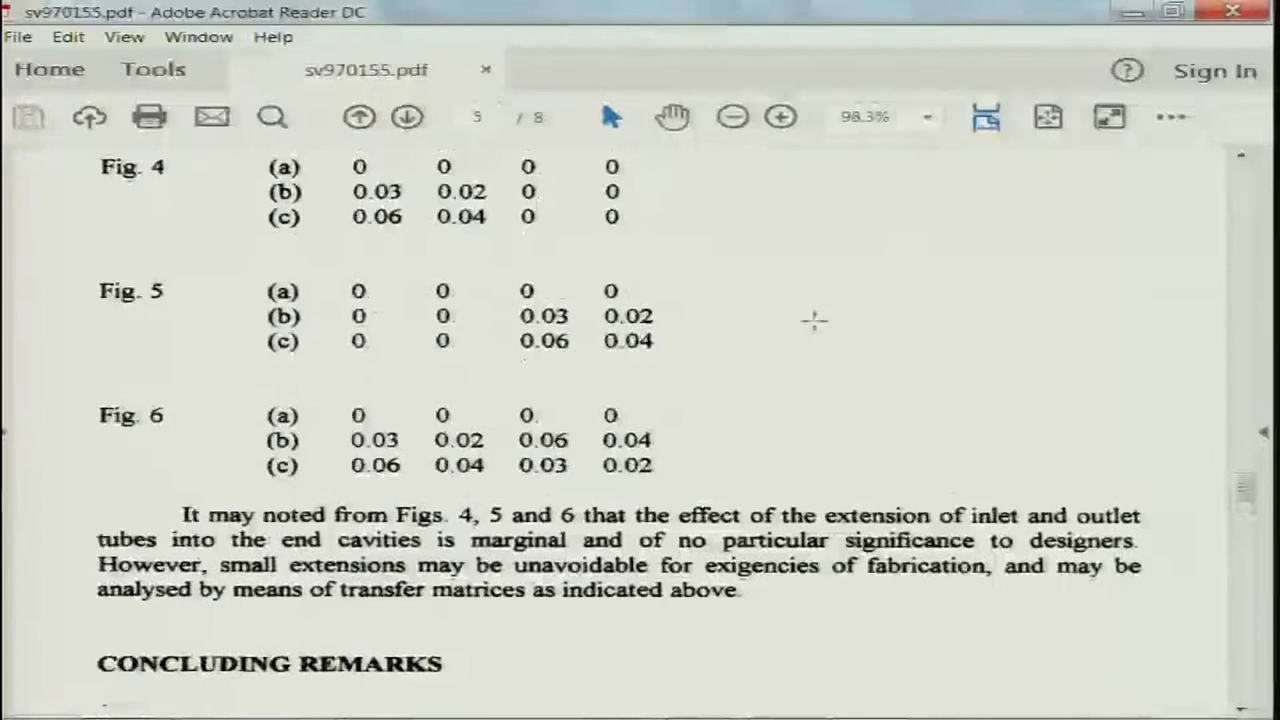 sv970155.pdf - Adobe Acrobat Reader DC
File Edit View Window Help
Home Tools sv970155.pdf × ? Sign In
5 / 8 98.3%
Fig. 4 (a) 0 0 0 0
(b) 0.03 0.02 0 0
(c) 0.06 0.04 0 0
Fig. 5 (a) 0 0 0 0
(b) 0 0 0.03 0.02
(c) 0 0 0.06 0.04
Fig. 6 (a) 0 0 0. 0
(b) 0.03 0.02 0.06 0.04
(c) 0.06 0.04 0.03 0.02
It may noted from Figs. 4, 5 and 6 that the effect of the extension of inlet and outlet
tubes into the end cavities is marginal and of no particular significance to designers.
However, small extensions may be unavoidable for exigencies of fabrication, and may be
analysed by means of transfer matrices as indicated above.
CONCLUDING REMARKS